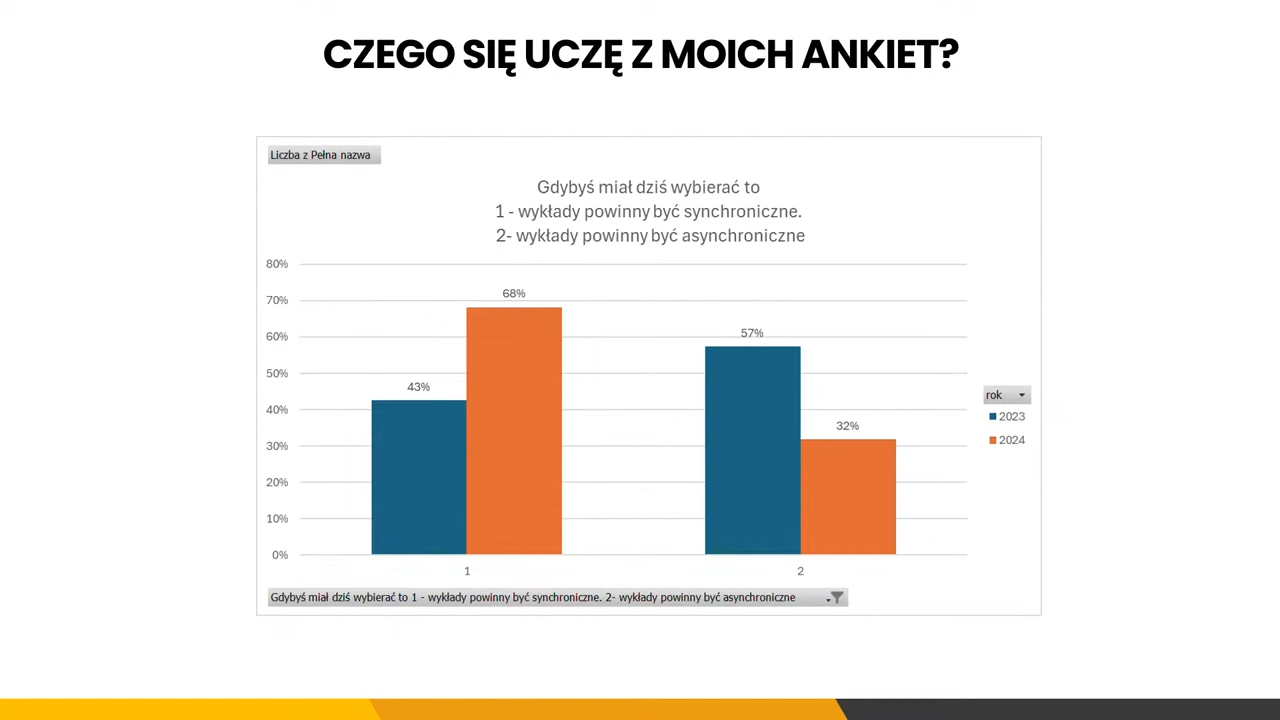 CZEGO SIĘ UCZĘ Z MOICH ANKIET?
Liczba z Pełna nazwa
Gdybyś miał dziś wybierać to
1 - wykłady powinny być synchroniczne.
2- wykłady powinny być asynchroniczne
80%
70%
60%
50%
40%
30%
20%
10%
0%
43%
68%
57%
32%
1
2
rok
2023
2024
Gdybyś miał dziś wybierać to 1 - wykłady powinny być synchroniczne. 2- wykłady powinny być asynchroniczne